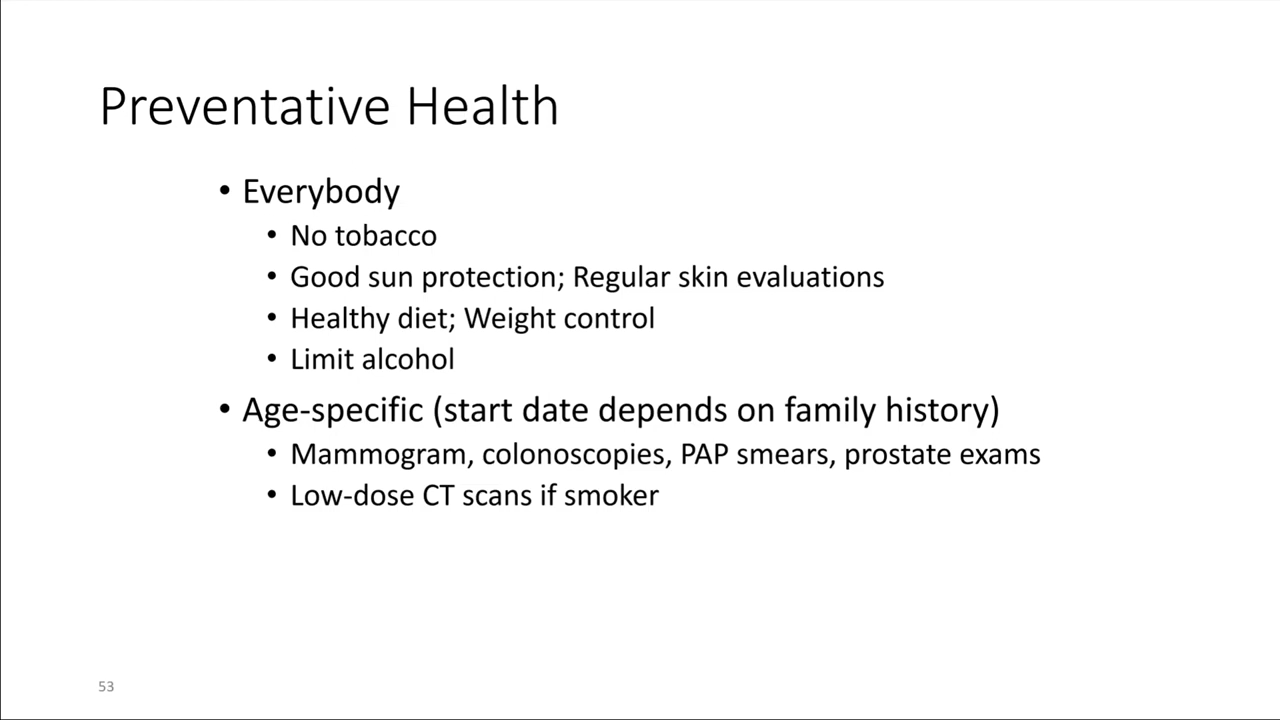 Preventative Health
• Everybody
• No tobacco
• Good sun protection; Regular skin evaluations
• Healthy diet; Weight control
• Limit alcohol
• Age-specific (start date depends on family history)
• Mammogram, colonoscopies, PAP smears, prostate exams
• Low-dose CT scans if smoker
53